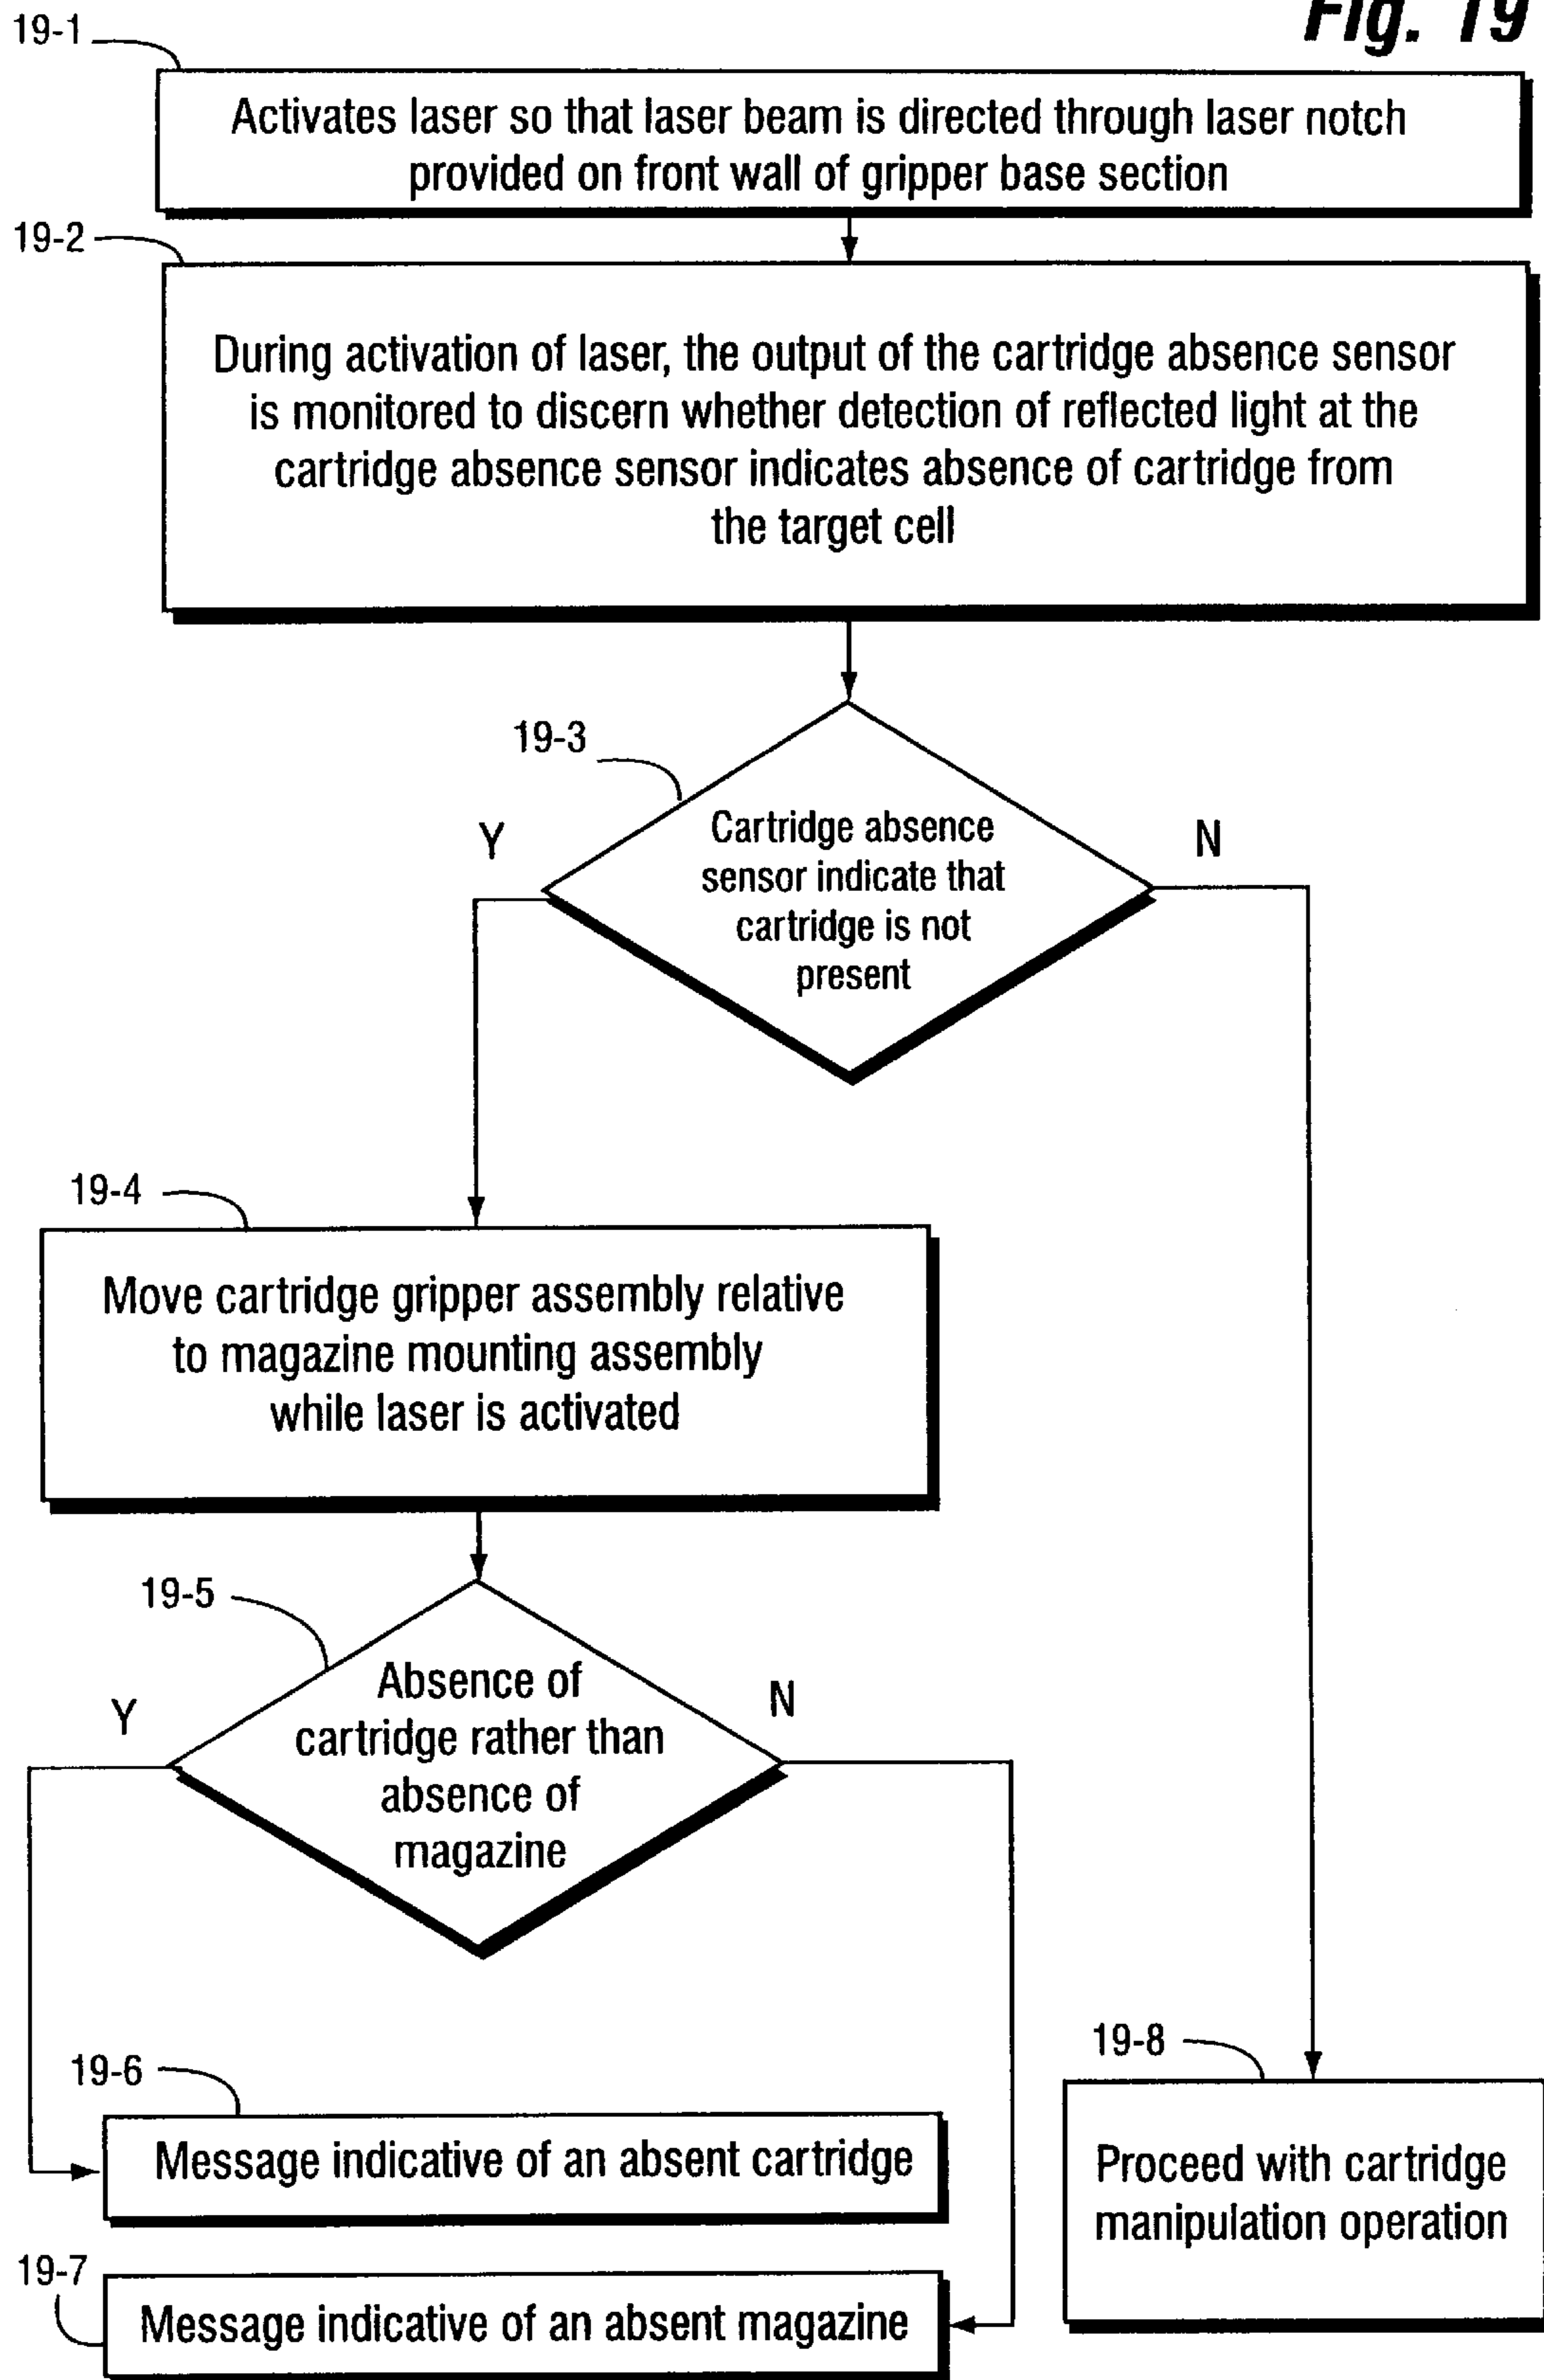 Fig. 19
19-1
Activates laser so that laser beam is directed through laser notch
provided on front wall of gripper base section
19-2
During activation of laser, the output of the cartridge absence sensor
is monitored to discern whether detection of reflected light at the
cartridge absence sensor indicates absence of cartridge from
the target cell
19-3
Y
N
Cartridge absence
sensor indicate that
cartridge is not
present
19-4
Move cartridge gripper assembly relative
to magazine mounting assembly
while laser is activated
19-5
Y
N
Absence of
cartridge rather than
absence of
magazine
19-6
Message indicative of an absent cartridge
19-7
Message indicative of an absent magazine
19-8
Proceed with cartridge
manipulation operation